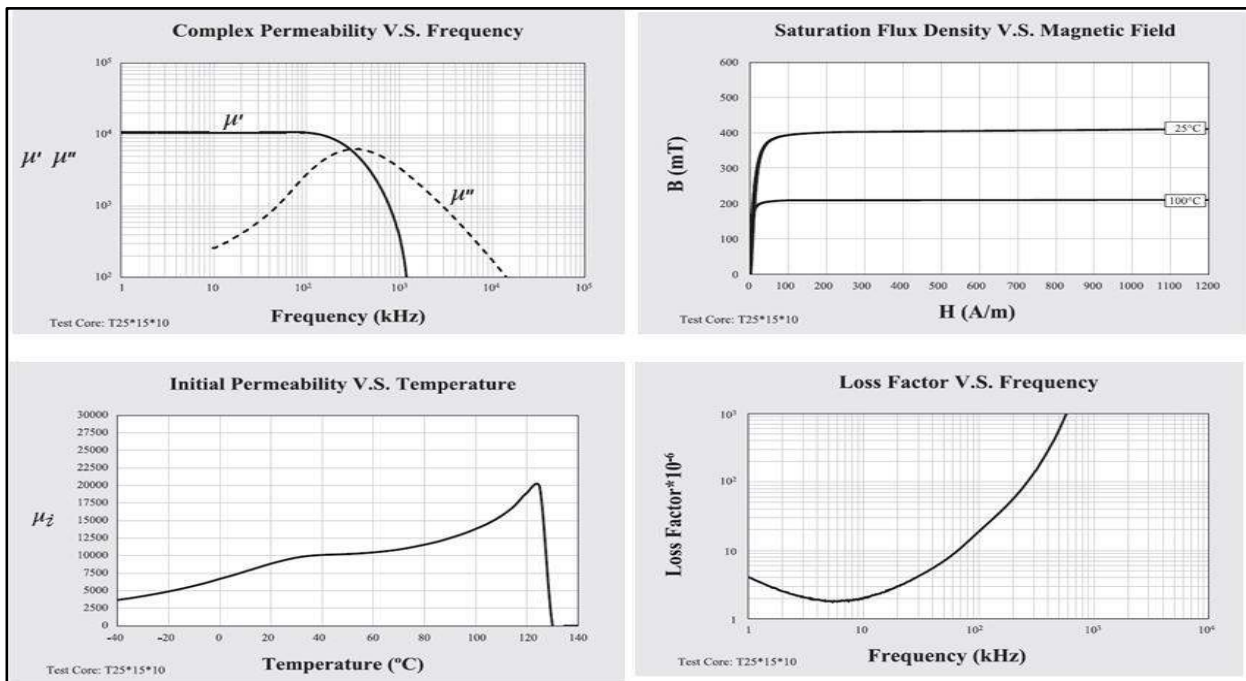 Complex Permeability V.S. Frequency
10⁵
10⁴
10³
10²
μ' μ"
μ'
μ"
1 10 10² 10³ 10⁴ 10⁵
Frequency (kHz)
Test Core: T25*15*10
Saturation Flux Density V.S. Magnetic Field
600
500
400
300
200
100
0
B (mT)
25°C
100°C
0 100 200 300 400 500 600 700 800 900 1000 1100 1200
H (A/m)
Test Core: T25*15*10
Initial Permeability V.S. Temperature
30000
27500
25000
22500
20000
17500
15000
12500
10000
7500
5000
2500
0
μi
-40 -20 0 20 40 60 80 100 120 140
Temperature (ºC)
Test Core: T25*15*10
Loss Factor V.S. Frequency
10³
10²
10
1
Loss Factor*10⁻⁶
1 10 10² 10³ 10⁴
Frequency (kHz)
Test Core: T25*15*10